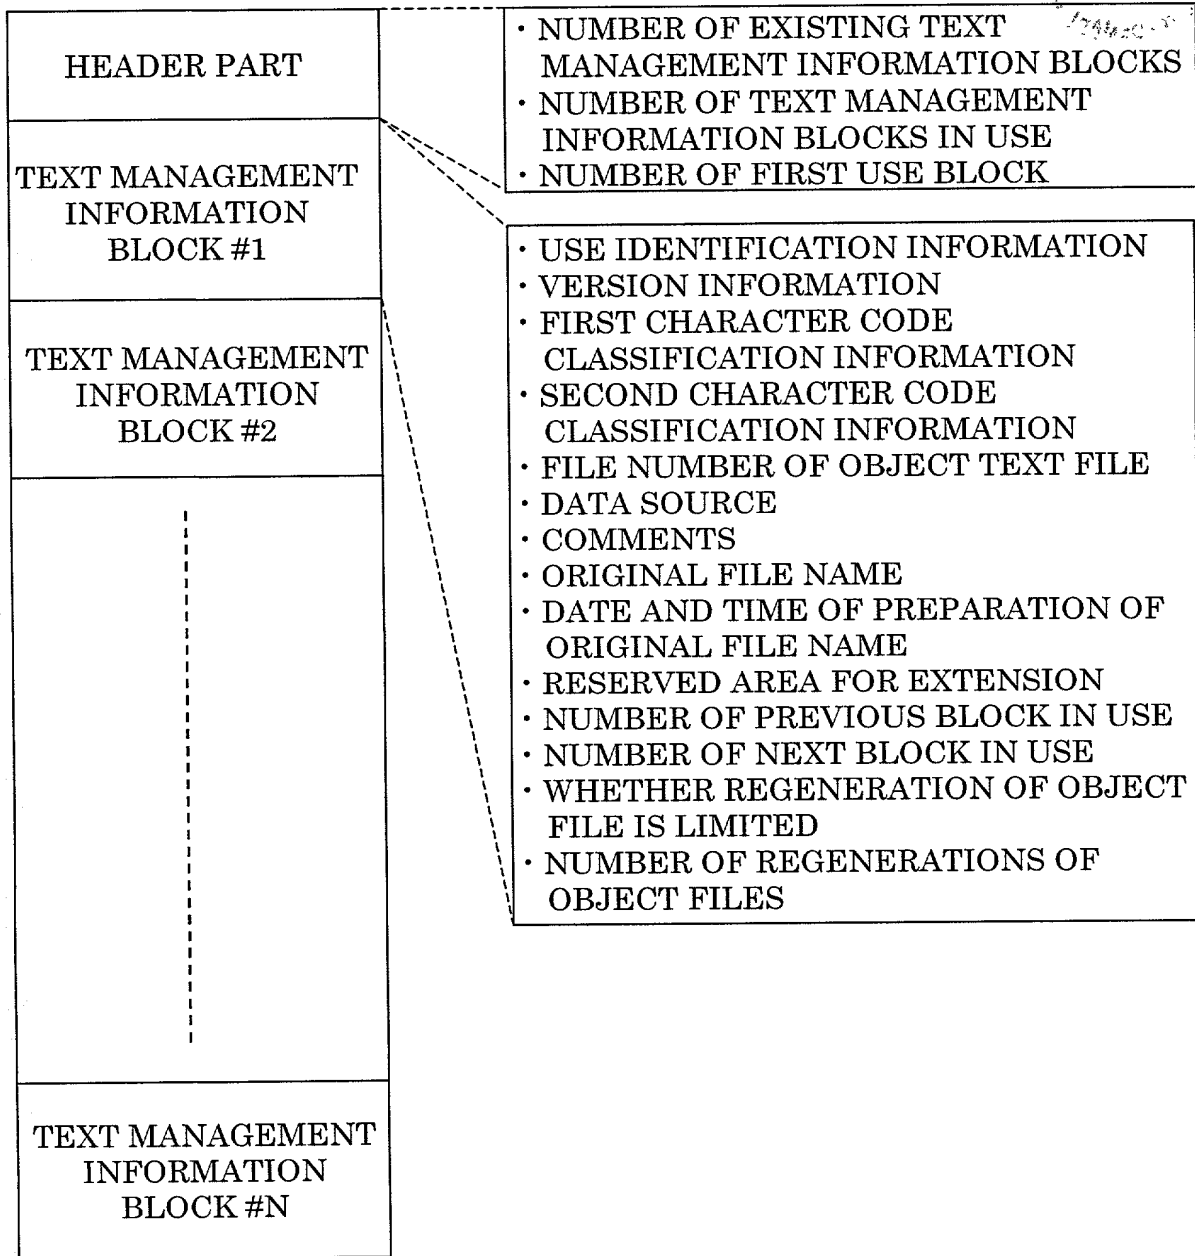 HEADER PART
· NUMBER OF EXISTING TEXT
MANAGEMENT INFORMATION BLOCKS
· NUMBER OF TEXT MANAGEMENT
INFORMATION BLOCKS IN USE
· NUMBER OF FIRST USE BLOCK
TEXT MANAGEMENT
INFORMATION
BLOCK #1
· USE IDENTIFICATION INFORMATION
· VERSION INFORMATION
· FIRST CHARACTER CODE
CLASSIFICATION INFORMATION
· SECOND CHARACTER CODE
CLASSIFICATION INFORMATION
· FILE NUMBER OF OBJECT TEXT FILE
· DATA SOURCE
· COMMENTS
· ORIGINAL FILE NAME
· DATE AND TIME OF PREPARATION OF
ORIGINAL FILE NAME
· RESERVED AREA FOR EXTENSION
· NUMBER OF PREVIOUS BLOCK IN USE
· NUMBER OF NEXT BLOCK IN USE
· WHETHER REGENERATION OF OBJECT
FILE IS LIMITED
· NUMBER OF REGENERATIONS OF
OBJECT FILES
TEXT MANAGEMENT
INFORMATION
BLOCK #2
TEXT MANAGEMENT
INFORMATION
BLOCK #N